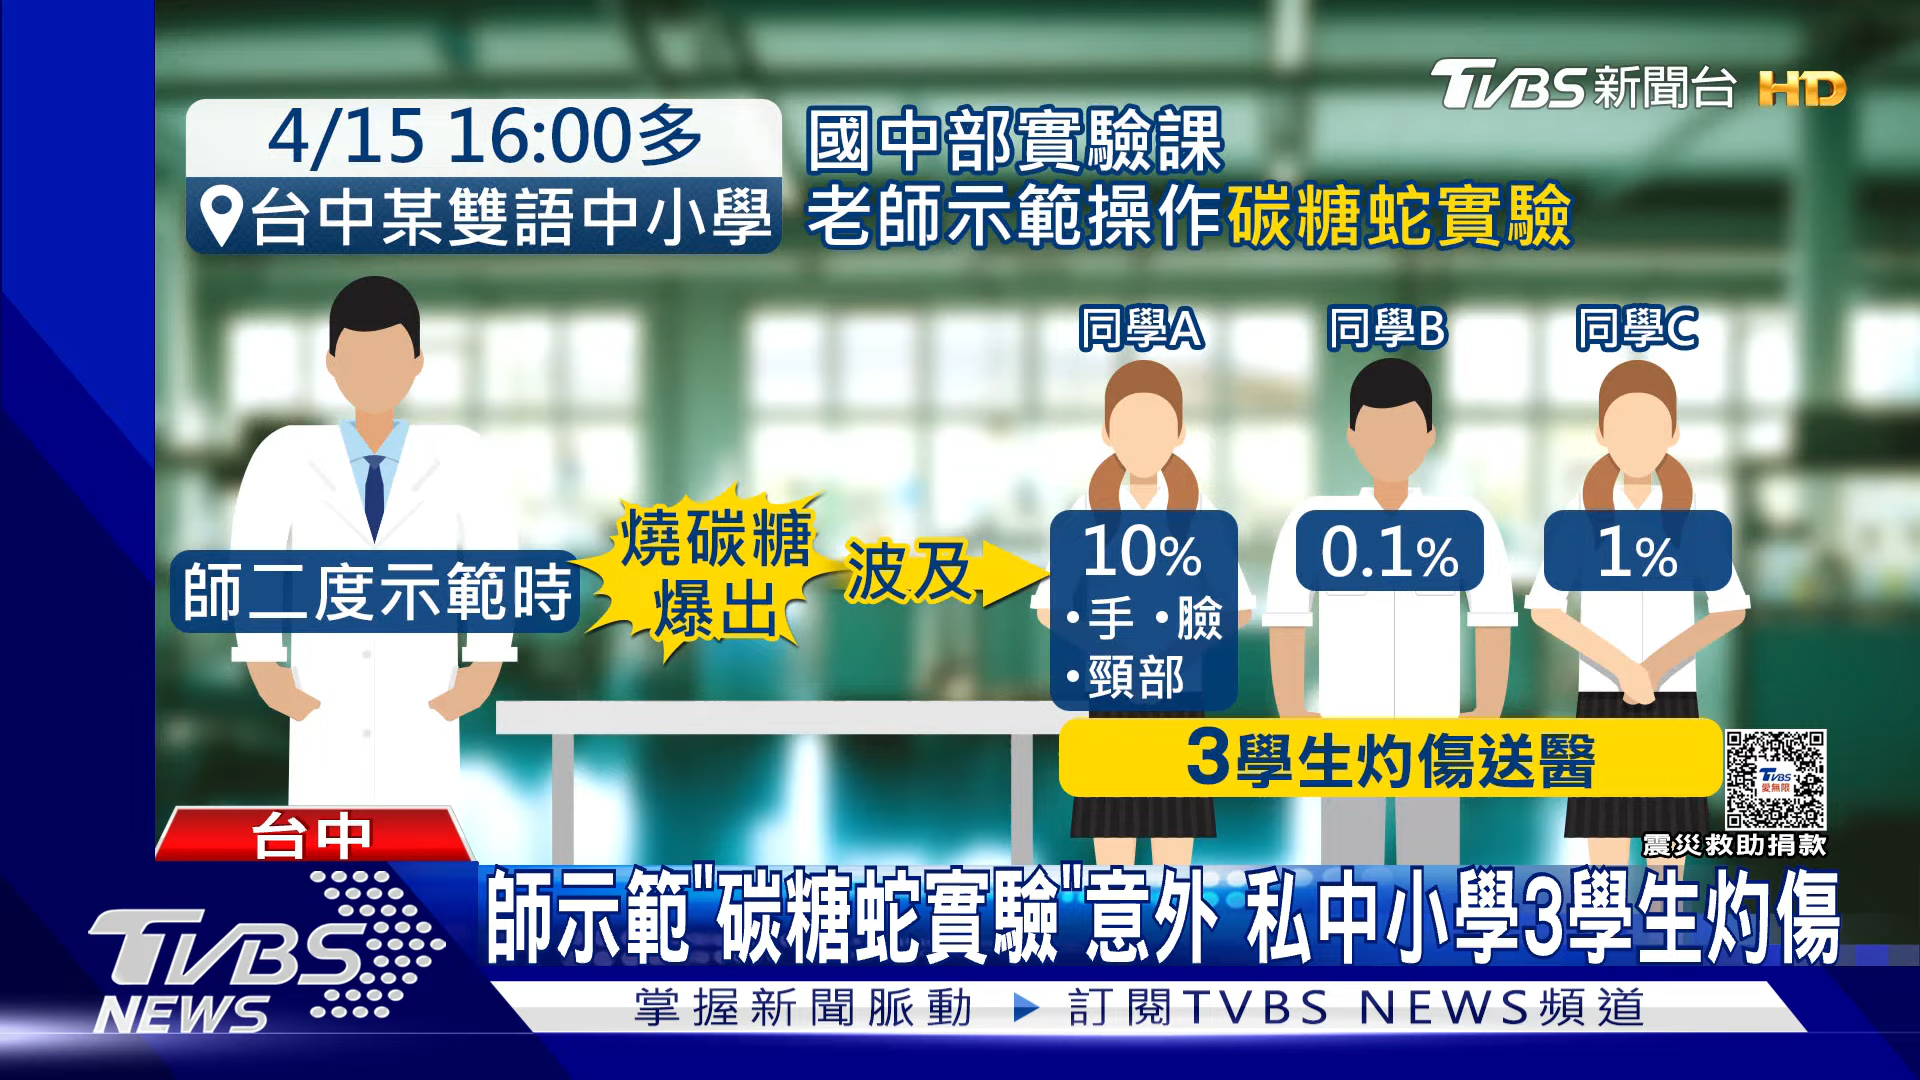 TVBS新聞台 HD
4/15 16:00多
台中某雙語中小學
國中部實驗課
老師示範操作碳糖蛇實驗
同學A
同學B
同學C
師二度示範時
燒碳糖
爆出
波及
10%
·手 ·臉
·頸部
0.1%
1%
3學生灼傷送醫
TVBS
愛無限
震災救助捐款
台中
師示範"碳糖蛇實驗"意外 私中小學3學生灼傷
TVBS
NEWS
掌握新聞脈動 ▶ 訂閱TVBS NEWS頻道